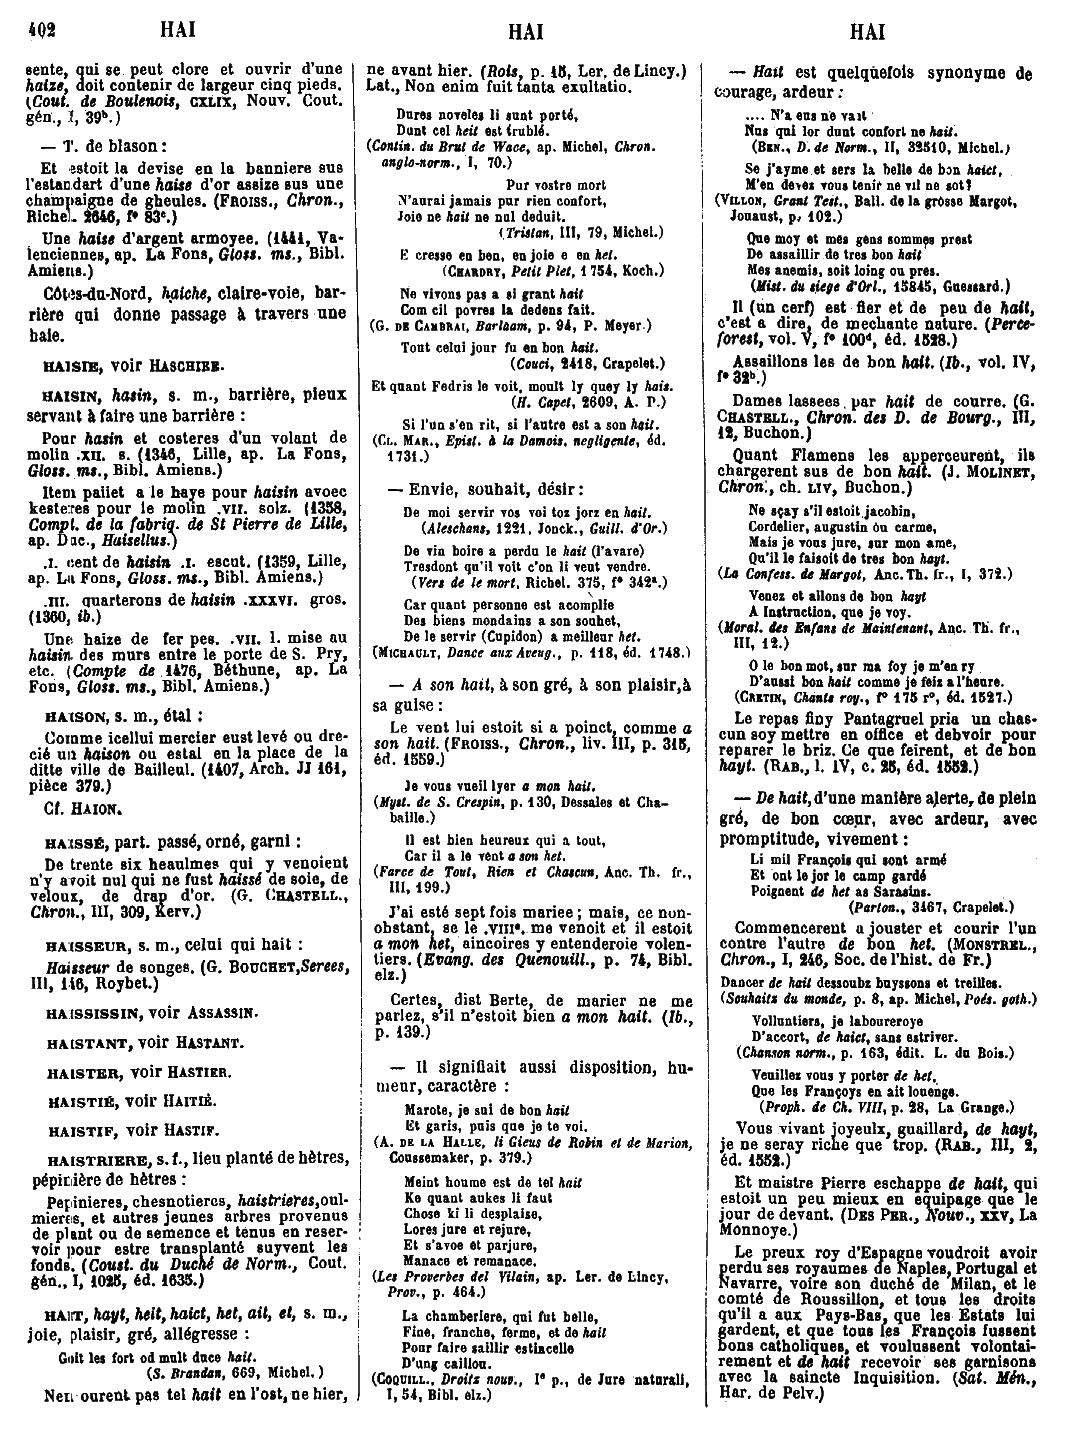 402 HAI
HAI
HAI
sente, qui se peut clore et ouvrir d'une
haize, doit contenir de largeur cinq pieds.
(Cout. de Boulenois, CXLIX, Nouv. Cout.
gén., I, 39ᵇ.)
— T. de blason :
Et estoit la devise en la banniere sus
l'estandart d'une haise d'or assize sus une
champaigne de gheules. (FROISS., Chron.,
Richel. 2646, fº 83ᶜ.)
Une haise d'argent armoyee. (1441, Va-
lenciennes, ap. La Fons, Gloss. ms., Bibl.
Amiens.)
Côtes-du-Nord, haiche, claire-voie, bar-
rière qui donne passage à travers une
haie.
HAISIE, voir HASCHIEE.
HAISIN, hasin, s. m., barrière, pieux
servant à faire une barrière :
Pour hasin et costeres d'un volant de
molin .XII. s. (1346, Lille, ap. La Fons,
Gloss. ms., Bibl. Amiens.)
Item pallet a le haye pour haisin avoec
kesteres pour le molin .VII. solz. (1358,
Compt. de la fabriq. de St Pierre de Lille,
ap. Duc., Haisellus.)
.I. cent de haisin .I. escut. (1359, Lille,
ap. La Fons, Gloss. ms., Bibl. Amiens.)
.III. quarterons de haisin .XXXVI. gros.
(1360, ib.)
Une haize de fer pes. .VII. l. mise au
haisin des murs entre le porte de S. Pry,
etc. (Compte de 1476, Béthune, ap. La
Fons, Gloss. ms., Bibl. Amiens.)
HAISON, s. m., étal :
Comme icellui mercier eust levé ou dre-
cié un haison ou estal en la place de la
ditte ville de Bailleul. (1407, Arch. JJ 161,
pièce 379.)
Cf. HAION.
HAISSÉ, part. passé, orné, garni :
De trente six heaulmes qui y venoient
n'y avoit nul qui ne fust haissé de soie, de
veloux, de drap d'or. (G. CHASTELL.,
Chron., III, 309, Kerv.)
HAISSEUR, s. m., celui qui hait :
Haisseur de songes. (G. BOUCHET, Serees,
III, 146, Roybet.)
HAISSISSIN, voir ASSASSIN.
HAISTANT, voir HASTANT.
HAISTER, voir HASTIER.
HAISTIÉ, voir HAITIÉ.
HAISTIF, voir HASTIF.
HAISTRIERE, s. f., lieu planté de hêtres,
pépinière de hêtres :
Pepinieres, chesnotieres, haistrieres, oul-
mieres, et autres jeunes arbres provenus
de plant ou de semence et tenus en reser-
voir pour estre transplanté suyvent les
fonds. (Coust. du Duché de Norm., Cout.
gén., I, 1025, éd. 1635.)
HAIT, hayt, heit, haict, het, ait, et, s. m.,
joie, plaisir, gré, allégresse :
Guit les fort od mult duce hait.
(S. Brandan, 669, Michel.)
Nen ourent pas tel hait en l'ost, ne hier,
ne avant hier. (Rois, p. 15, Ler. de Lincy.)
Lat., Non enim fuit tanta exultatio.
Dures noveles li sunt porté,
Dunt cel heit est trublé.
(Contin. du Brut de Wace, ap. Michel, Chron.
anglo-norm., I, 70.)
Pur vostre mort
N'aurai jamais pur rien confort,
Joie ne hait ne nul deduit.
(Tristan, III, 79, Michel.)
E cresse en ben, en joie e en het.
(CHARDRY, Petit Plet, 1754, Koch.)
Ne vivons pas a si grant hait
Com cil povres la dedens fait.
(G. DE CAMBRAI, Barlaam, p. 94, P. Meyer.)
Tout celui jour fu en bon hait.
(Couci, 2418, Crapelet.)
Et quant Fedris le voit, moult ly quey ly hais.
(H. Capet, 2609, A. P.)
Si l'un s'en rit, si l'autre est a son hait.
(CL. MAR., Epist. à la Damois. negligente, éd.
1731.)
— Envie, souhait, désir :
De moi servir vos voi toz jorz en hait.
(Aleschans, 1221, Jonck., Guill. d'Or.)
De vin boire a perdu le hait (l'avare)
Tresdont qu'il voit c'on li veut vendre.
(Vers de le mort, Richel. 375, fº 342ᵃ.)
Car quant personne est acomplie
Des biens mondains a son souhet,
De le servir (Cupidon) a meilleur het.
(MICHAULT, Dance aux Aveug., p. 118, éd. 1748.)
— A son hait, à son gré, à son plaisir, à
sa guise :
Le vent lui estoit si a poinct, comme a
son hait. (FROISS., Chron., liv. III, p. 315,
éd. 1559.)
Je vous vueil lyer a mon hait.
(Myst. de S. Crespin, p. 130, Dessales et Cha-
baille.)
Il est bien heureux qui a tout,
Car il a le vent a son het.
(Farce de Tout, Rien et Chascun, Anc. Th. fr.,
III, 199.)
J'ai esté sept fois mariee ; mais, ce non-
obstant, se le .VIIIᵉ. me venoit et il estoit
a mon het, aincoires y entenderoie volen-
tiers. (Evang. des Quenouill., p. 74, Bibl.
elz.)
Certes, dist Berte, de marier ne me
parlez, s'il n'estoit bien a mon hait. (Ib.,
p. 139.)
— Il signifiait aussi disposition, hu-
meur, caractère :
Marote, je sui de bon hait
Et garis, puis que je te voi.
(A. DE LA HALLE, li Gieus de Robin et de Marion,
Coussemaker, p. 379.)
Meint houme est de tel hait
Ke quant aukes li faut
Chose ki li desplaise,
Lores jure et rejure,
Et s'avoe et parjure,
Manace et remanace.
(Les Proverbes del Vilain, ap. Ler. de Lincy,
Prov., p. 464.)
La chamberiere, qui fut belle,
Fine, franche, ferme, et de hait
Pour faire saillir estincelle
D'ung caillou.
(COQUILL., Droitz nouv., Iº p., de Jure naturali,
I, 54, Bibl. elz.)
— Hait est quelquefois synonyme de
courage, ardeur :
.... N'a eus ne vait
Nus qui lor dunt confort ne hait.
(BEN., D. de Norm., II, 32510, Michel.)
Se j'ayme et sers la belle de bon haict,
M'en devez vous tenir ne vil ne sot ?
(VILLON, Grant Test., Ball. de la grosse Margot,
Jouaust, p. 102.)
Que moy et mes gens sommes prest
De assaillir de tres bon hait
Mes anemis, soit loing ou pres.
(Mist. du siege d'Orl., 15845, Guessard.)
Il (un cerf) est fier et de peu de hait,
c'est a dire, de mechante nature. (Perce-
forest, vol. V, fº 100ᵈ, éd. 1528.)
Assaillons les de bon hait. (Ib., vol. IV,
fº 32ᵇ.)
Dames lassees par hait de courre. (G.
CHASTELL., Chron. des D. de Bourg., III,
12, Buchon.)
Quant Flamens les apperceurent, ils
chargerent sus de bon hait. (J. MOLINET,
Chron., ch. LIV, Buchon.)
Ne sçay s'il estoit jacobin,
Cordelier, augustin ou carme,
Mais je vous jure, sur mon ame,
Qu'il le faisoit de tres bon hayt.
(La Confess. de Margot, Anc. Th. fr., I, 372.)
Venez et allons de bon hayt
A Instruction, que je voy.
(Moral. des Enfans de Maintenant, Anc. Th. fr.,
III, 12.)
O le bon mot, sur ma foy je m'en ry
D'aussi bon hait comme je feiz a l'heure.
(CRETIN, Chants roy., fº 175 rº, éd. 1527.)
Le repas finy Pantagruel pria un chas-
cun soy mettre en office et debvoir pour
reparer le briz. Ce que feirent, et de bon
hayt. (RAB., l. IV, c. 25, éd. 1552.)
— De hait, d'une manière alerte, de plein
gré, de bon cœur, avec ardeur, avec
promptitude, vivement :
Li mil François qui sont armé
Et ont le jor le camp gardé
Poignent de het as Sarasins.
(Parton., 3467, Crapelet.)
Commencerent a jouster et courir l'un
contre l'autre de bon het. (MONSTREL.,
Chron., I, 246, Soc. de l'hist. de Fr.)
Dancer de hait dessoubz buyssons et treilles.
(Souhaitz du monde, p. 8, ap. Michel, Poés. goth.)
Volluntiers, je laboureroye
D'accort, de haict, sans estriver.
(Chanson norm., p. 163, édit. L. du Bois.)
Veuillez vous y porter de het,
Que les Françoys en ait louenge.
(Proph. de Ch. VIII, p. 28, La Grange.)
Vous vivant joyeulx, guaillard, de hayt,
je ne seray riche que trop. (RAB., III, 2,
éd. 1552.)
Et maistre Pierre eschappe de hait, qui
estoit un peu mieux en equipage que le
jour de devant. (DES PER., Nouv., XXV, La
Monnoye.)
Le preux roy d'Espagne voudroit avoir
perdu ses royaumes de Naples, Portugal et
Navarre, voire son duché de Milan, et le
comté de Roussillon, et tous les droits
qu'il a aux Pays-Bas, que les Estats lui
gardent, et que tous les François fussent
bons catholiques, et voulussent volontai-
rement et de hait recevoir ses garnisons
avec la saincte Inquisition. (Sat. Mén.,
Har. de Pelv.)